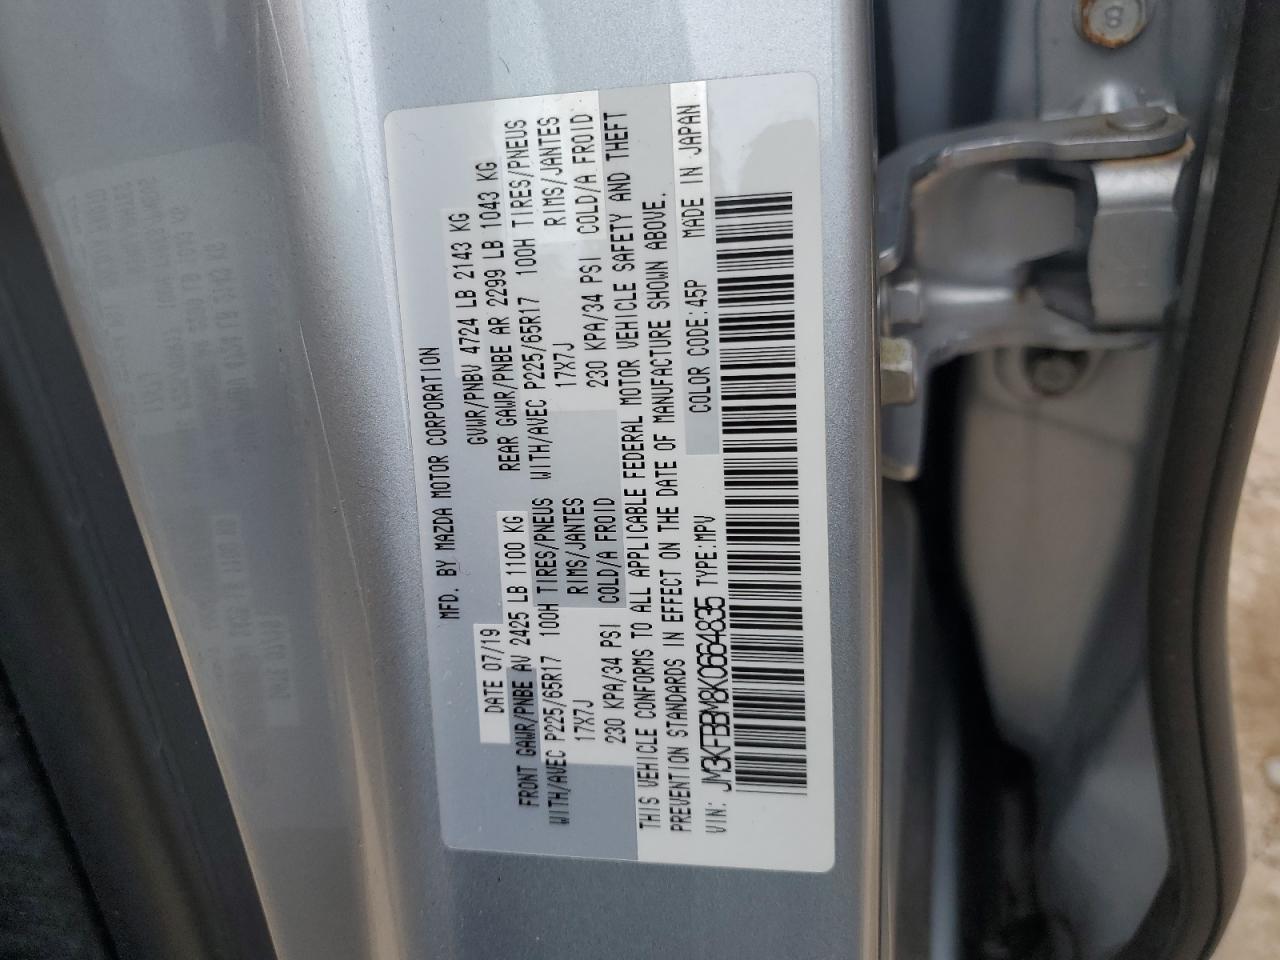 MFD. BY MAZDA MOTOR CORPORATION
DATE 07/19 GVWR/PNBV 4724 LB 2143 KG
FRONT GAWR/PNBE AV 2425 LB 1100 KG REAR GAWR/PNBE AR 2299 LB 1043 KG
WITH/AVEC P225/65R17 100H TIRES/PNEUS WITH/AVEC P225/65R17 100H TIRES/PNEUS
17X7J RIMS/JANTES 17X7J RIMS/JANTES
230 KPA/34 PSI COLD/A FROID 230 KPA/34 PSI COLD/A FROID
THIS VEHICLE CONFORMS TO ALL APPLICABLE FEDERAL MOTOR VEHICLE SAFETY AND THEFT
PREVENTION STANDARDS IN EFFECT ON THE DATE OF MANUFACTURE SHOWN ABOVE.
VIN: JM3KFBBM8K0664835 TYPE:MPV COLOR CODE:45P MADE IN JAPAN
8